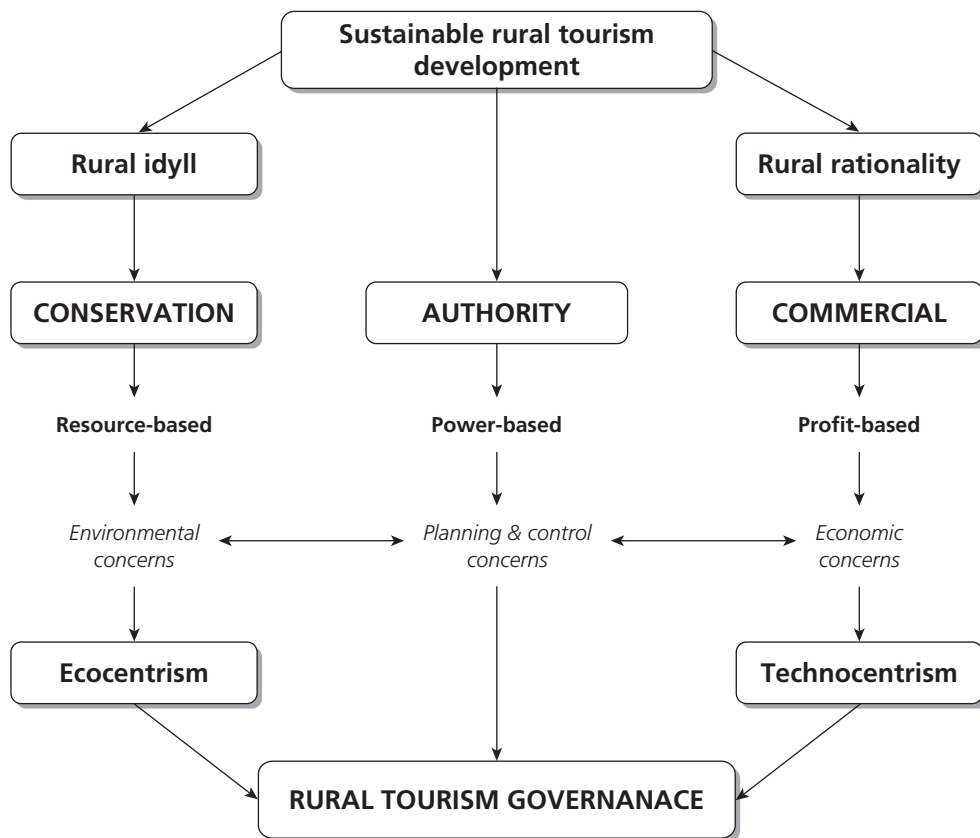 Sustainable rural tourism
development
Rural idyll
Rural rationality
CONSERVATION
AUTHORITY
COMMERCIAL
Resource-based
Power-based
Profit-based
Environmental
concerns
Planning & control
concerns
Economic
concerns
Ecocentrism
Technocentrism
RURAL TOURISM GOVERNANACE